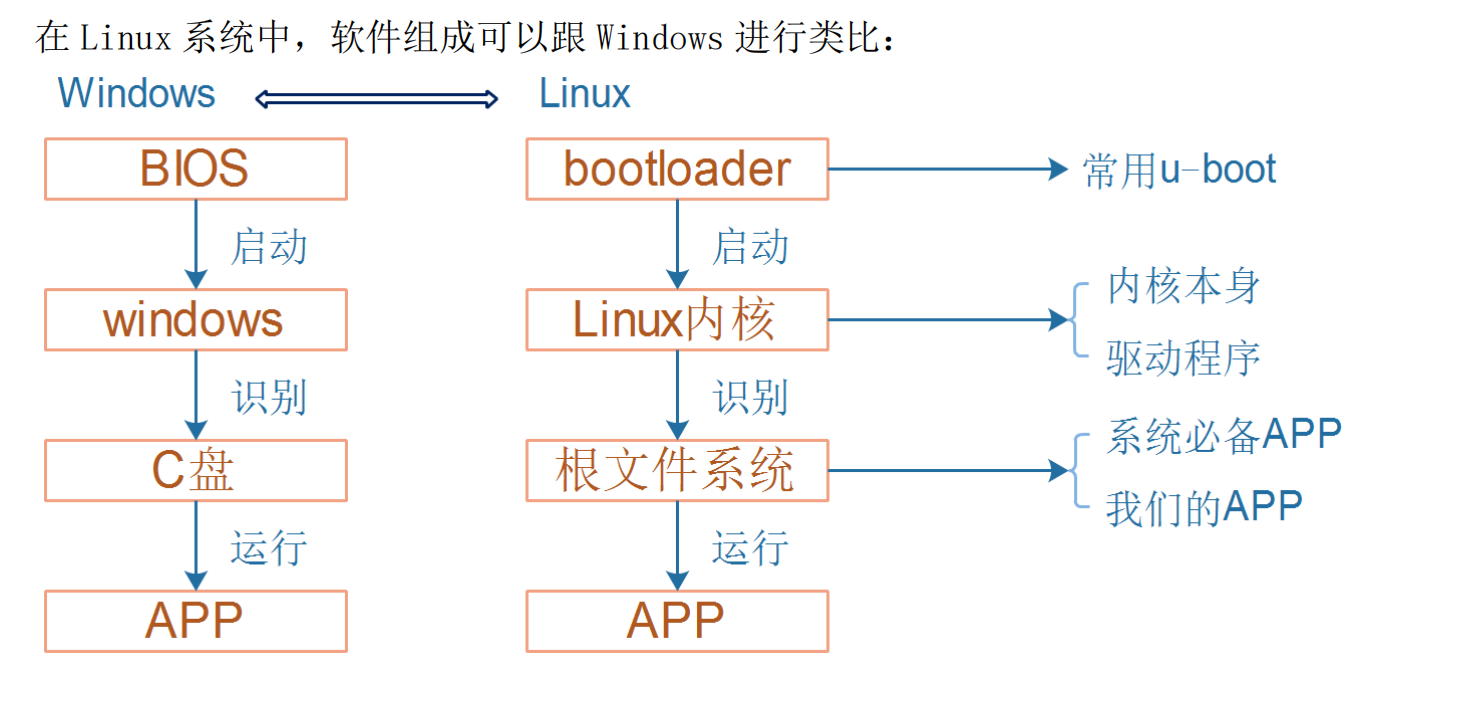 在 Linux 系统中，软件组成可以跟 Windows 进行类比：
Windows Linux
BIOS bootloader 常用u-boot
启动 启动
windows Linux内核 内核本身
驱动程序
识别 识别
C盘 根文件系统 系统必备APP
我们的APP
运行 运行
APP APP